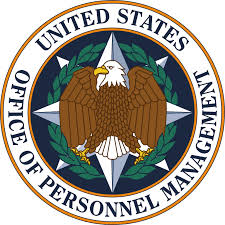 UNITED STATES
OFFICE OF PERSONNEL MANAGEMENT